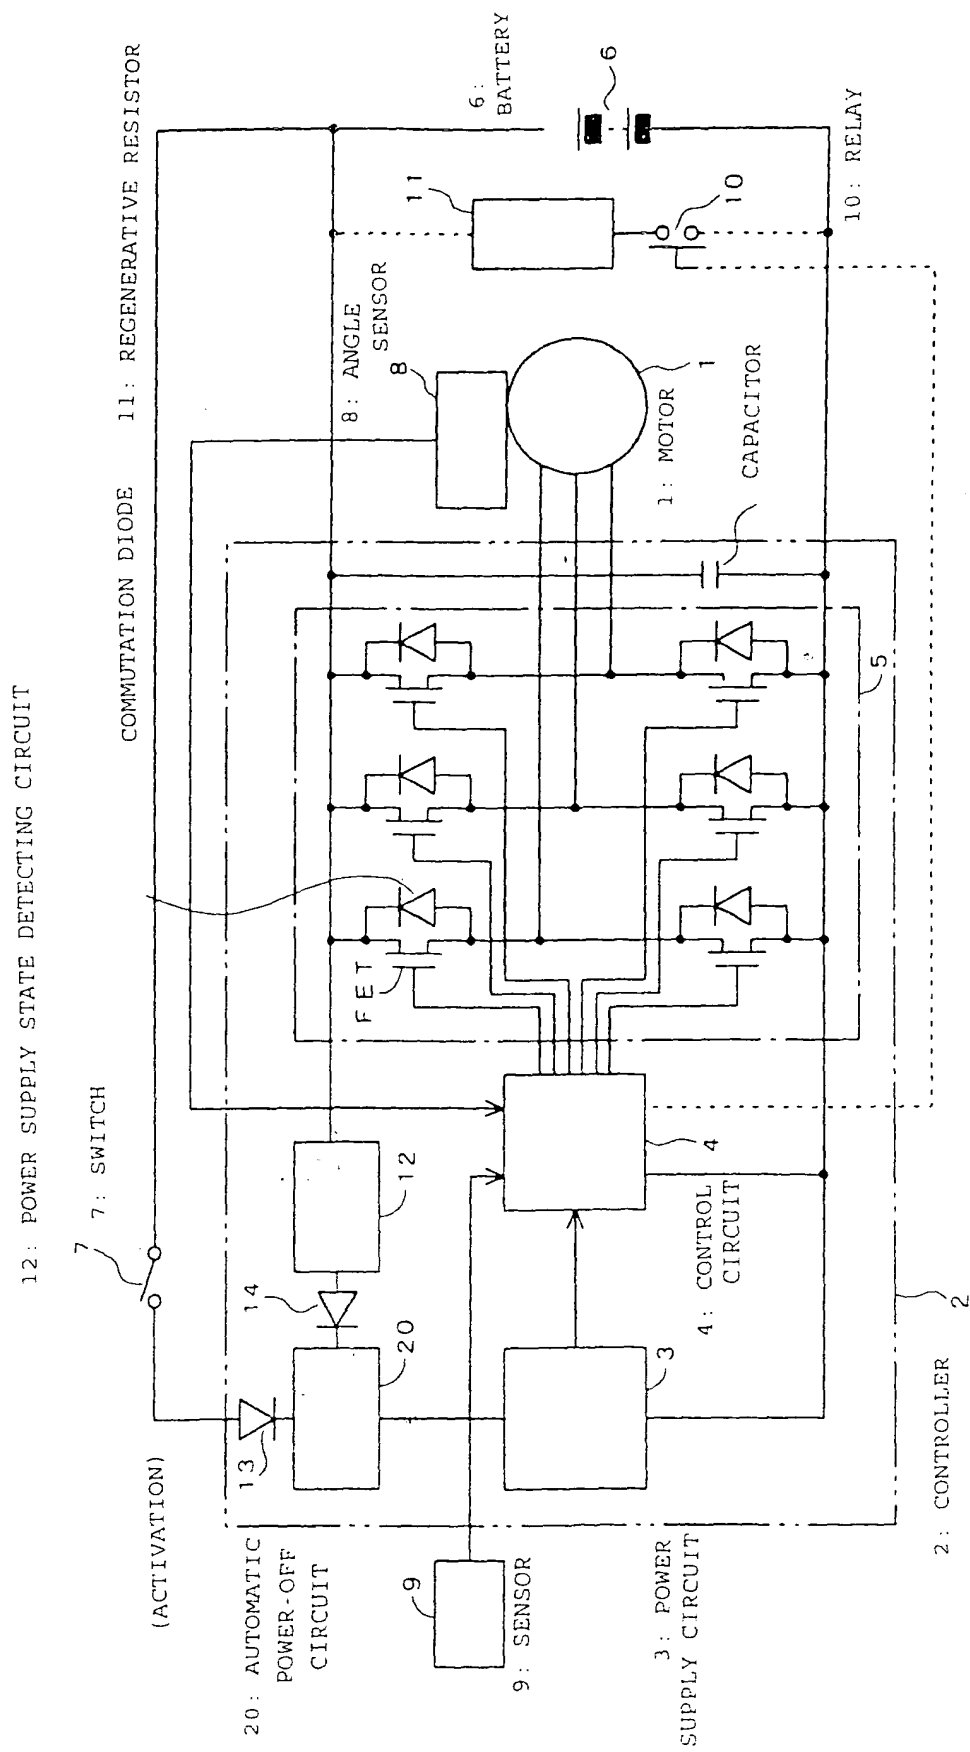 12: POWER SUPPLY STATE DETECTING CIRCUIT
7: SWITCH
COMMUTATION DIODE
11: REGENERATIVE RESISTOR
(ACTIVATION)
7
8: ANGLE
SENSOR
6:
BATTERY
20: AUTOMATIC
POWER-OFF
CIRCUIT
13
14
20
12
FET
8
11
6
9
9: SENSOR
10
1
1: MOTOR
CAPACITOR
10: RELAY
3: POWER
SUPPLY CIRCUIT
3
4: CONTROL
CIRCUIT
4
5
2
2: CONTROLLER